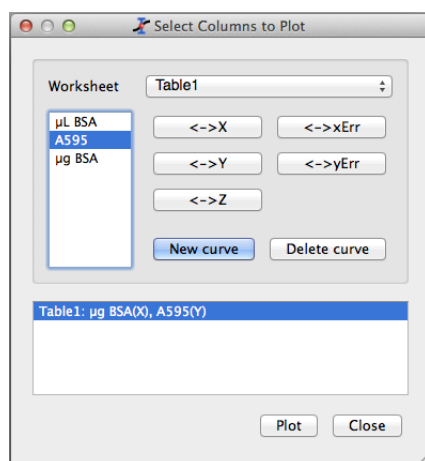 Select Columns to Plot
Worksheet Table1
µL BSA
A595
µg BSA
<->X <->xErr
<->Y <->yErr
<->Z
New curve Delete curve
Table1: µg BSA(X), A595(Y)
Plot Close